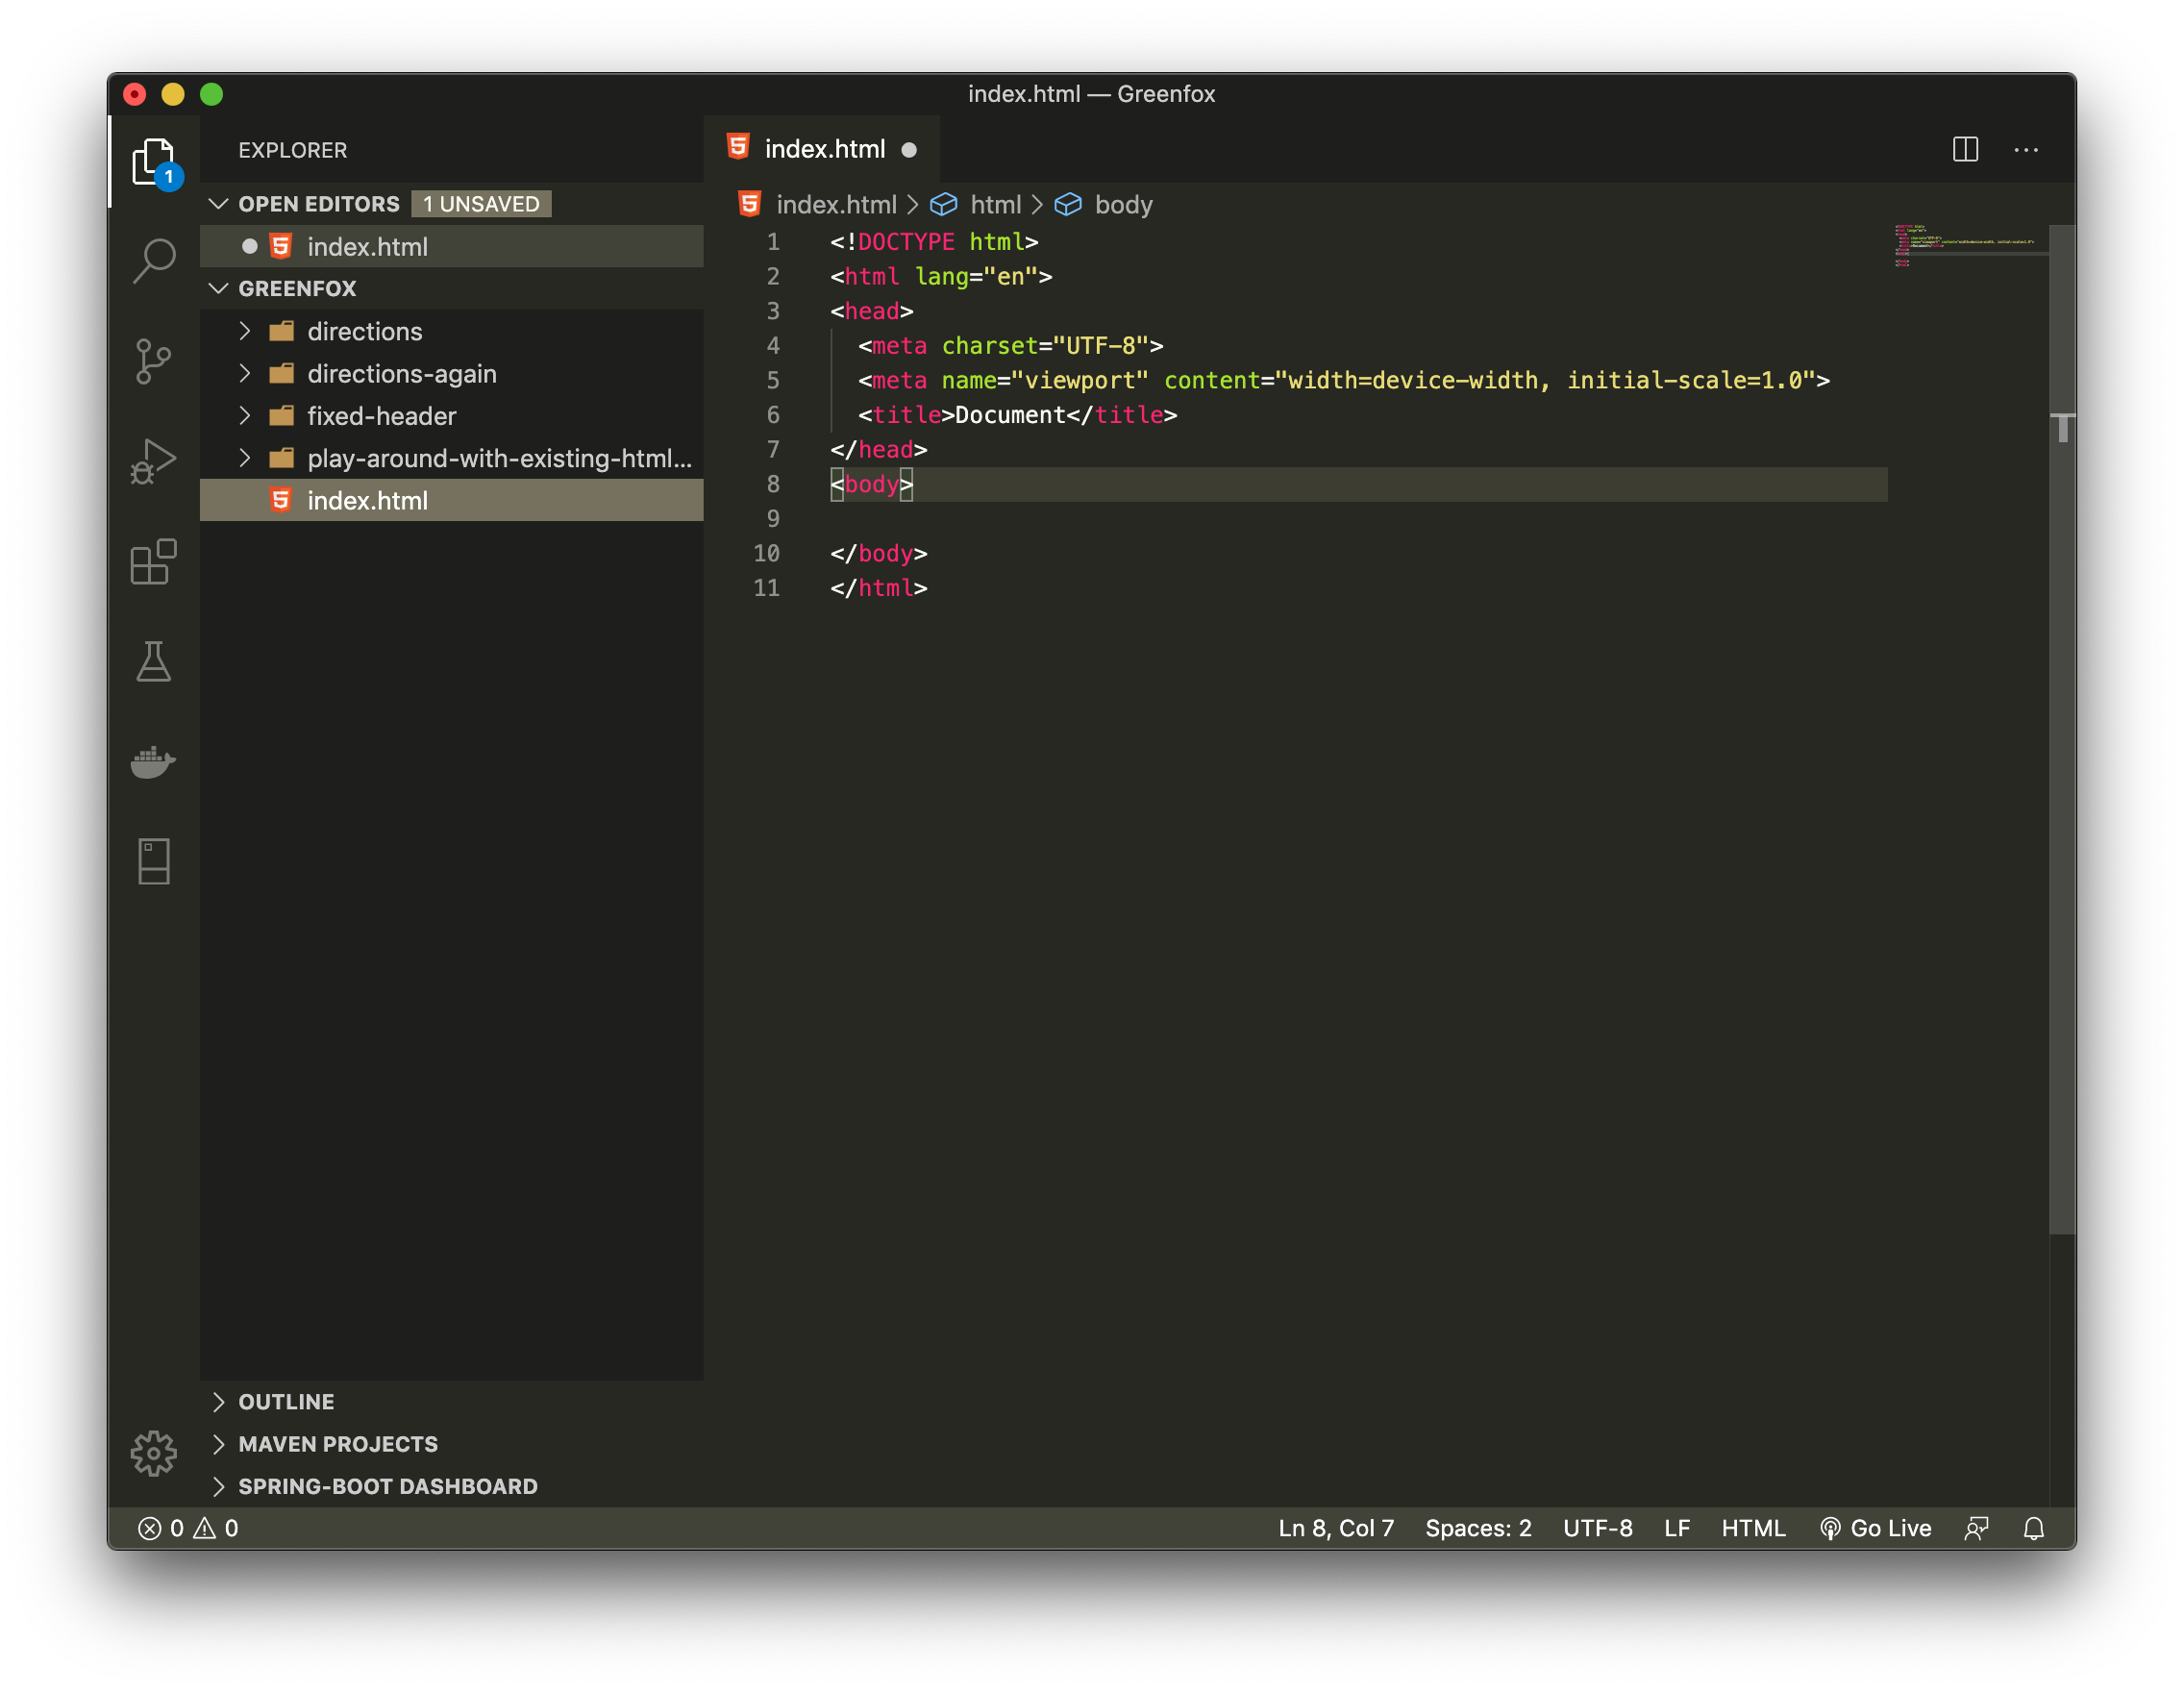 index.html — Greenfox
EXPLORER
1
OPEN EDITORS 1 UNSAVED
index.html
GREENFOX
directions
directions-again
fixed-header
play-around-with-existing-html...
index.html
OUTLINE
MAVEN PROJECTS
SPRING-BOOT DASHBOARD
index.html
index.html > html > body
1 <!DOCTYPE html>
2 <html lang="en">
3 <head>
4 <meta charset="UTF-8">
5 <meta name="viewport" content="width=device-width, initial-scale=1.0">
6 <title>Document</title>
7 </head>
8 <body>
9
10 </body>
11 </html>
0 0 Ln 8, Col 7 Spaces: 2 UTF-8 LF HTML Go Live